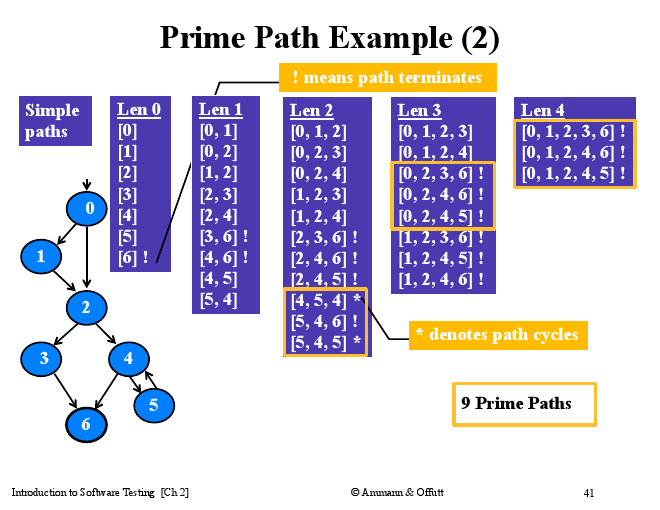 Prime Path Example (2)
! means path terminates
Simple
paths
Len 0
[0]
[1]
[2]
[3]
[4]
[5]
[6] !
Len 1
[0, 1]
[0, 2]
[1, 2]
[2, 3]
[2, 4]
[3, 6] !
[4, 6] !
[4, 5]
[5, 4]
Len 2
[0, 1, 2]
[0, 2, 3]
[0, 2, 4]
[1, 2, 3]
[1, 2, 4]
[2, 3, 6] !
[2, 4, 6] !
[2, 4, 5] !
[4, 5, 4] *
[5, 4, 6] !
[5, 4, 5] *
Len 3
[0, 1, 2, 3]
[0, 1, 2, 4]
[0, 2, 3, 6] !
[0, 2, 4, 6] !
[0, 2, 4, 5] !
[1, 2, 3, 6] !
[1, 2, 4, 5] !
[1, 2, 4, 6] !
Len 4
[0, 1, 2, 3, 6] !
[0, 1, 2, 4, 6] !
[0, 1, 2, 4, 5] !
0
1
2
3
4
5
6
* denotes path cycles
9 Prime Paths
Introduction to Software Testing [Ch 2]
© Ammann & Offutt
41